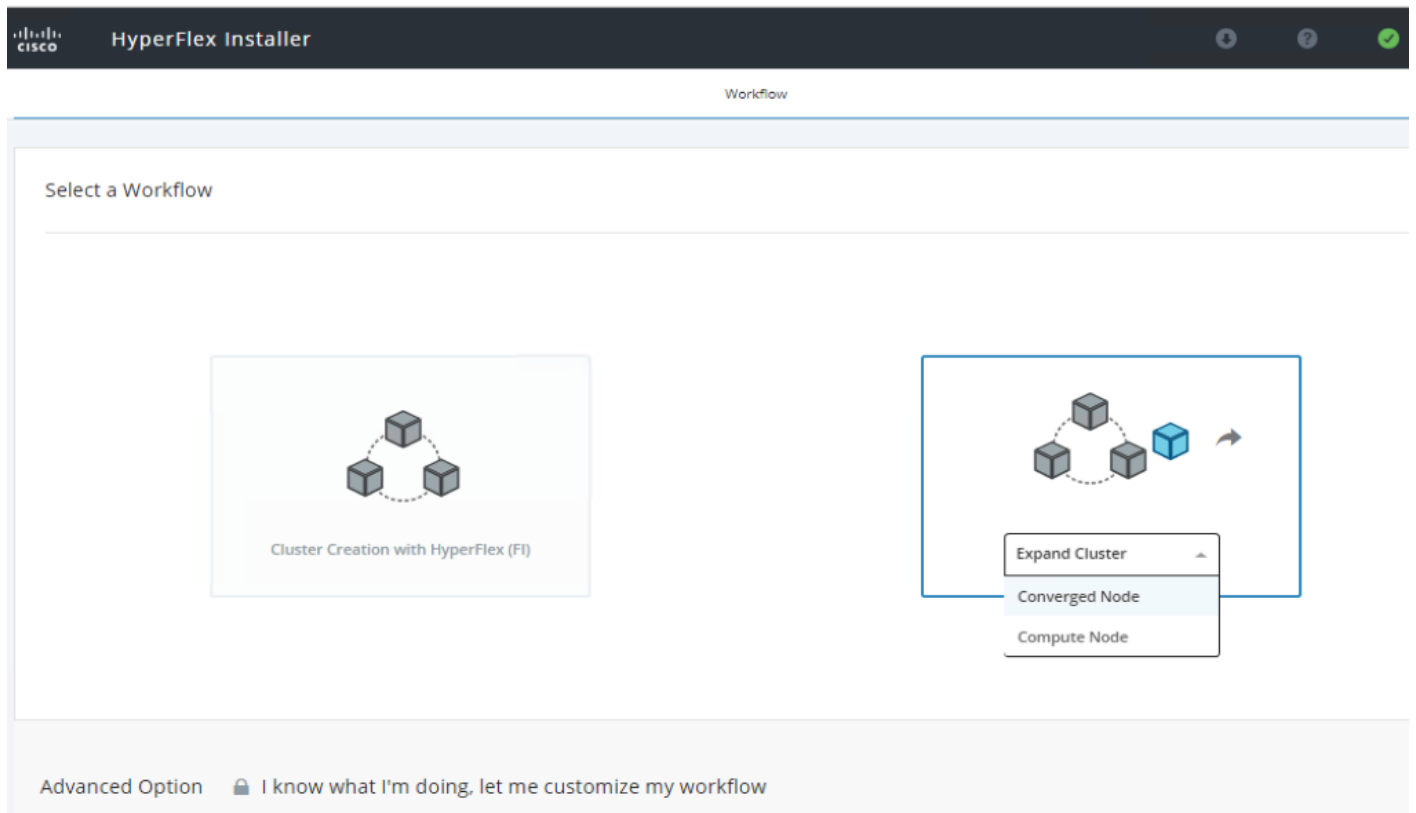 cisco HyperFlex Installer
Workflow
Select a Workflow
Cluster Creation with HyperFlex (FI)
Expand Cluster
Converged Node
Compute Node
Advanced Option I know what I'm doing, let me customize my workflow